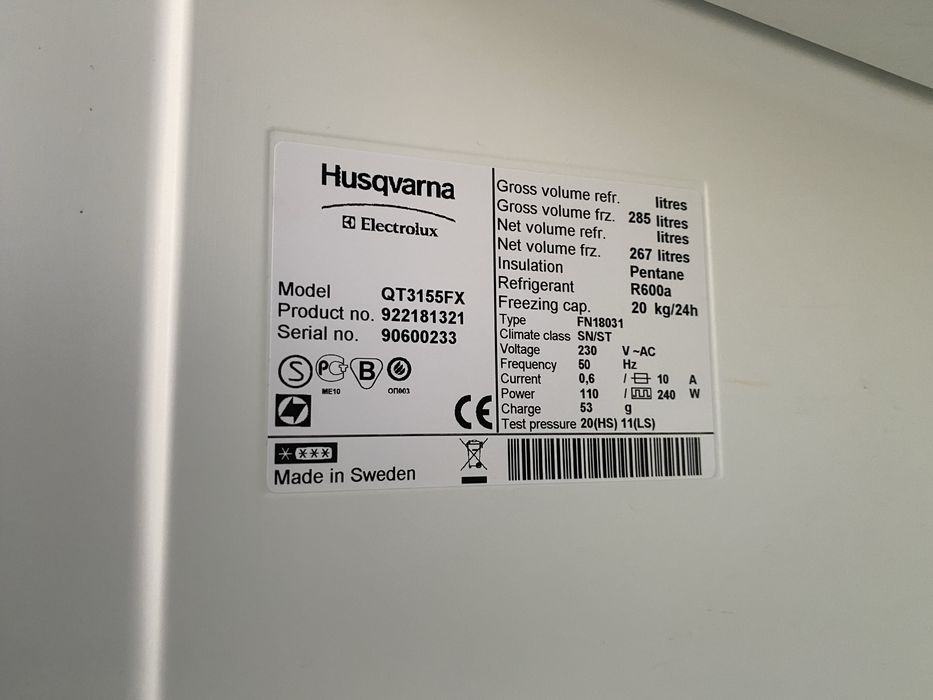 Husqvarna
Electrolux
Model QT3155FX
Product no. 922181321
Serial no. 90600233
S PC B
ME10 ОП003
CE
Made in Sweden
Gross volume refr. litres
Gross volume frz. 285 litres
Net volume refr. litres
Net volume frz. 267 litres
Insulation Pentane
Refrigerant R600a
Freezing cap. 20 kg/24h
Type FN18031
Climate class SN/ST
Voltage 230 V ~AC
Frequency 50 Hz
Current 0,6 / 10 A
Power 110 / 240 W
Charge 53 g
Test pressure 20(HS) 11(LS)